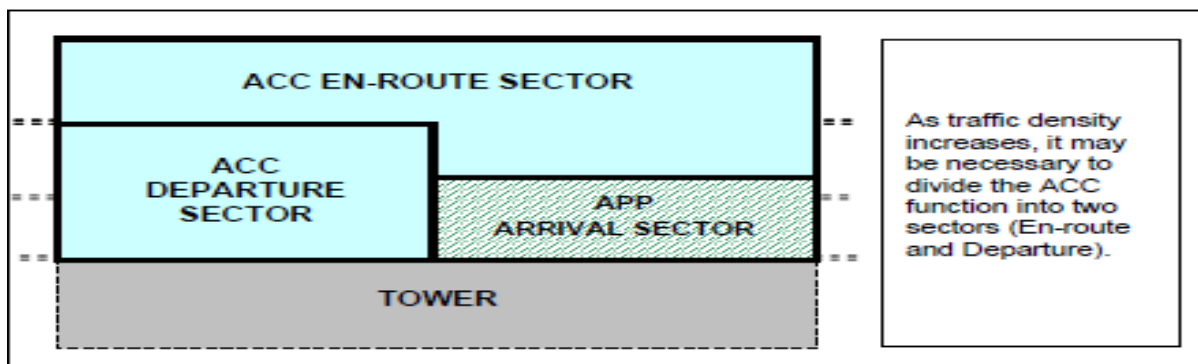 ACC EN-ROUTE SECTOR
ACC
DEPARTURE
SECTOR
APP
ARRIVAL SECTOR
TOWER
As traffic density
increases, it may
be necessary to
divide the ACC
function into two
sectors (En-route
and Departure).